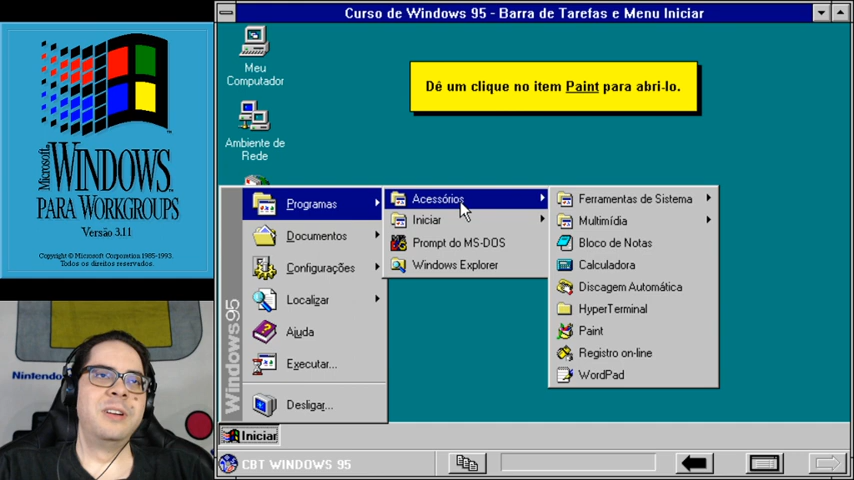 Microsoft®
WINDOWS
PARA WORKGROUPS
Versão 3.11
Copyright © Microsoft Corporation 1985-1993.
Todos os direitos reservados.
Nintendo
Curso de Windows 95 - Barra de Tarefas e Menu Iniciar
Meu
Computador
Ambiente de
Rede
Dê um clique no item Paint para abri-lo.
Windows95
Programas
Documentos
Configurações
Localizar
Ajuda
Executar...
Desligar...
Acessórios
Iniciar
Prompt do MS-DOS
Windows Explorer
Ferramentas de Sistema
Multimídia
Bloco de Notas
Calculadora
Discagem Automática
HyperTerminal
Paint
Registro on-line
WordPad
Iniciar
CBT WINDOWS 95